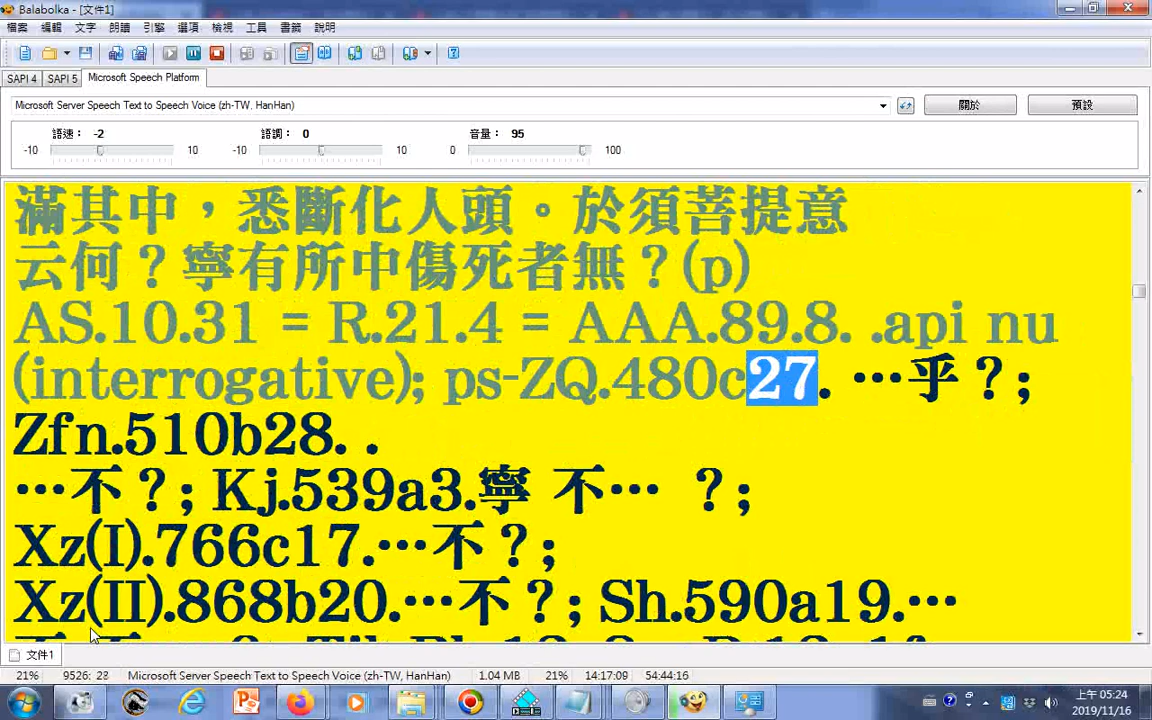 Balabolka - [文件1]
檔案 編輯 文字 朗讀 引擎 選項 檢視 工具 書籤 說明
SAPI 4 SAPI 5 Microsoft Speech Platform
Microsoft Server Speech Text to Speech Voice (zh-TW, HanHan) 關於 預設
語速： -2 語調： 0 音量： 95
-10 10 -10 10 0 100
滿其中，悉斷化人頭。於須菩提意
云何？寧有所中傷死者無？(p)
AS.10.31 = R.21.4 = AAA.89.8. .api nu
(interrogative); ps-ZQ.480c27. …乎？;
Zfn.510b28. .
…不？; Kj.539a3.寧 不… ？;
Xz(I).766c17.…不？;
Xz(II).868b20.…不？; Sh.590a19.…
文件1
21% 9526: 28 Microsoft Server Speech Text to Speech Voice (zh-TW, HanHan) 1.04 MB 21% 14:17:09 54:44:16
上午 05:24
2019/11/16